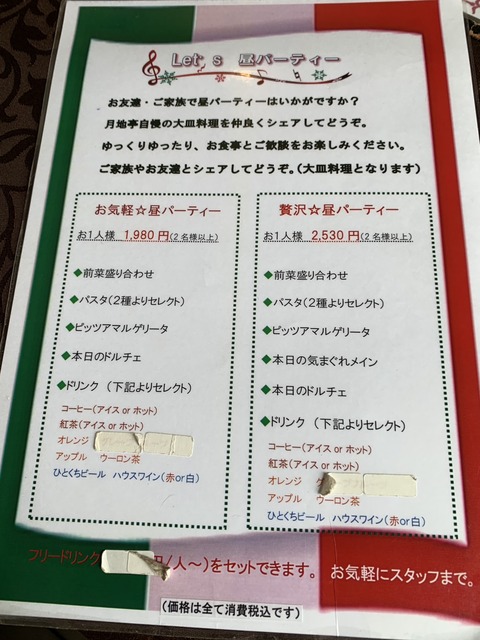 Let's 昼パーティー
お友達・ご家族で昼パーティーはいかがですか？
月地亭自慢の大皿料理を仲良くシェアしてどうぞ。
ゆっくりゆったり、お食事とご歓談をお楽しみください。
ご家族やお友達とシェアしてどうぞ。(大皿料理となります)
お気軽☆昼パーティー
お1人様 1,980円(2名様以上)
◆前菜盛り合わせ
◆パスタ(2種よりセレクト)
◆ピッツアマルゲリータ
◆本日のドルチェ
◆ドリンク (下記よりセレクト)
コーヒー(アイス or ホット)
紅茶(アイス or ホット)
オレンジ
アップル ウーロン茶
ひとくちビール ハウスワイン(赤or白)
贅沢☆昼パーティー
お1人様 2,530円(2名様以上)
◆前菜盛り合わせ
◆パスタ(2種よりセレクト)
◆ピッツアマルゲリータ
◆本日の気まぐれメイン
◆本日のドルチェ
◆ドリンク (下記よりセレクト)
コーヒー(アイス or ホット)
紅茶(アイス or ホット)
オレンジ
アップル ウーロン茶
ひとくちビール ハウスワイン(赤or白)
フリードリンク 円/人～)をセットできます。 お気軽にスタッフまで。
(価格は全て消費税込です)